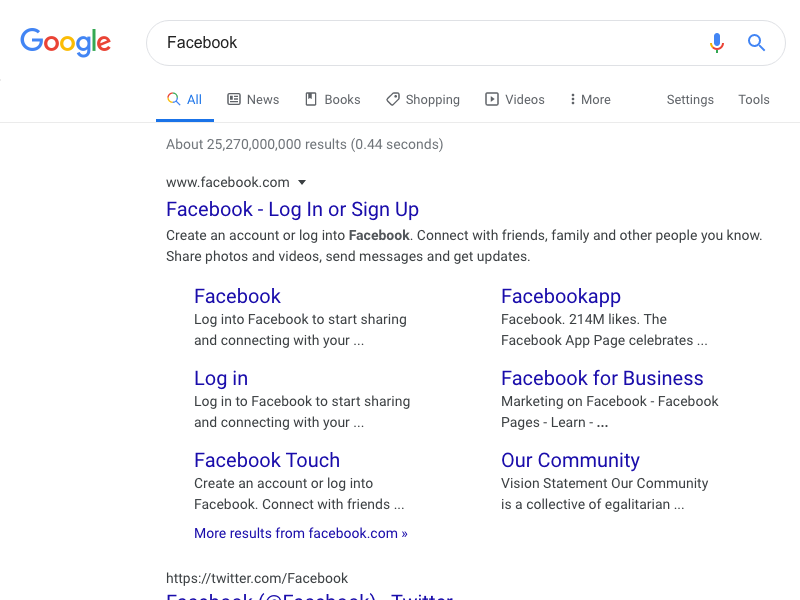 Google
Facebook
All News Books Shopping Videos More Settings Tools
About 25,270,000,000 results (0.44 seconds)
www.facebook.com
Facebook - Log In or Sign Up
Create an account or log into Facebook. Connect with friends, family and other people you know.
Share photos and videos, send messages and get updates.
Facebook
Log into Facebook to start sharing
and connecting with your ...
Facebookapp
Facebook. 214M likes. The
Facebook App Page celebrates ...
Log in
Log in to Facebook to start sharing
and connecting with your ...
Facebook for Business
Marketing on Facebook - Facebook
Pages - Learn - ...
Facebook Touch
Create an account or log into
Facebook. Connect with friends ...
Our Community
Vision Statement Our Community
is a collective of egalitarian ...
More results from facebook.com »
https://twitter.com/Facebook
Facebook (@Facebook) - Twitter